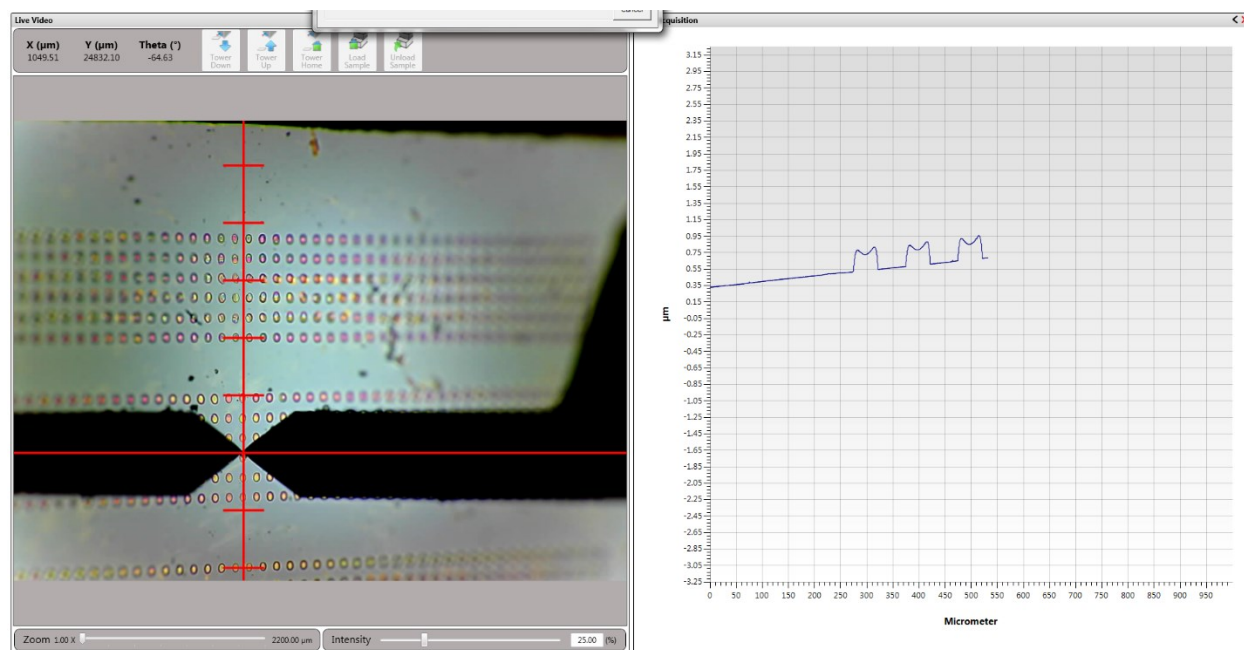 Live Video
X (µm) Y (µm) Theta (°)
1049.51 24832.10 -64.63
Tower Down
Tower Up
Tower Home
Load Sample
Unload Sample
Zoom 1.00 X 2200.00 µm
Intensity 25.00 (%)
Cancel
cquisition
µm
3.15
2.95
2.75
2.55
2.35
2.15
1.95
1.75
1.55
1.35
1.15
0.95
0.75
0.55
0.35
0.15
-0.05
-0.25
-0.45
-0.65
-0.85
-1.05
-1.25
-1.45
-1.65
-1.85
-2.05
-2.25
-2.45
-2.65
-2.85
-3.05
-3.25
0 50 100 150 200 250 300 350 400 450 500 550 600 650 700 750 800 850 900 950
Micrometer